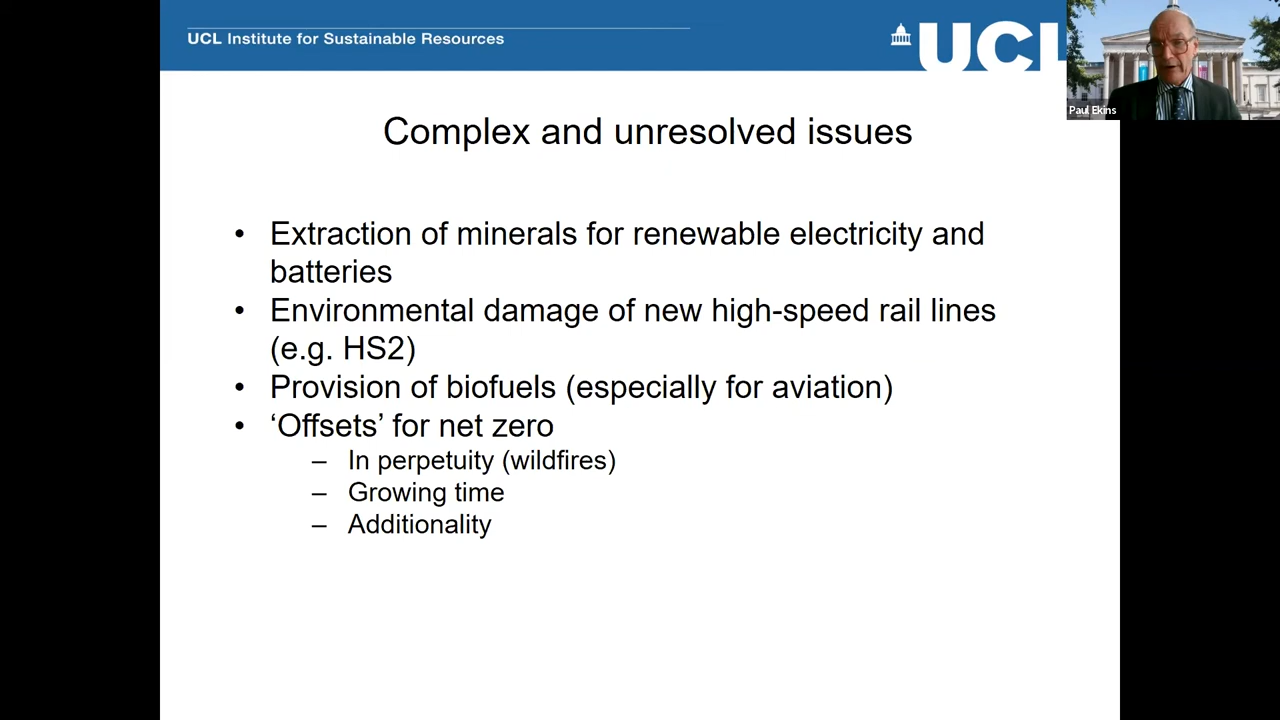 UCL Institute for Sustainable Resources
UCL
Paul Ekins
Complex and unresolved issues
• Extraction of minerals for renewable electricity and
batteries
• Environmental damage of new high-speed rail lines
(e.g. HS2)
• Provision of biofuels (especially for aviation)
• ‘Offsets’ for net zero
– In perpetuity (wildfires)
– Growing time
– Additionality